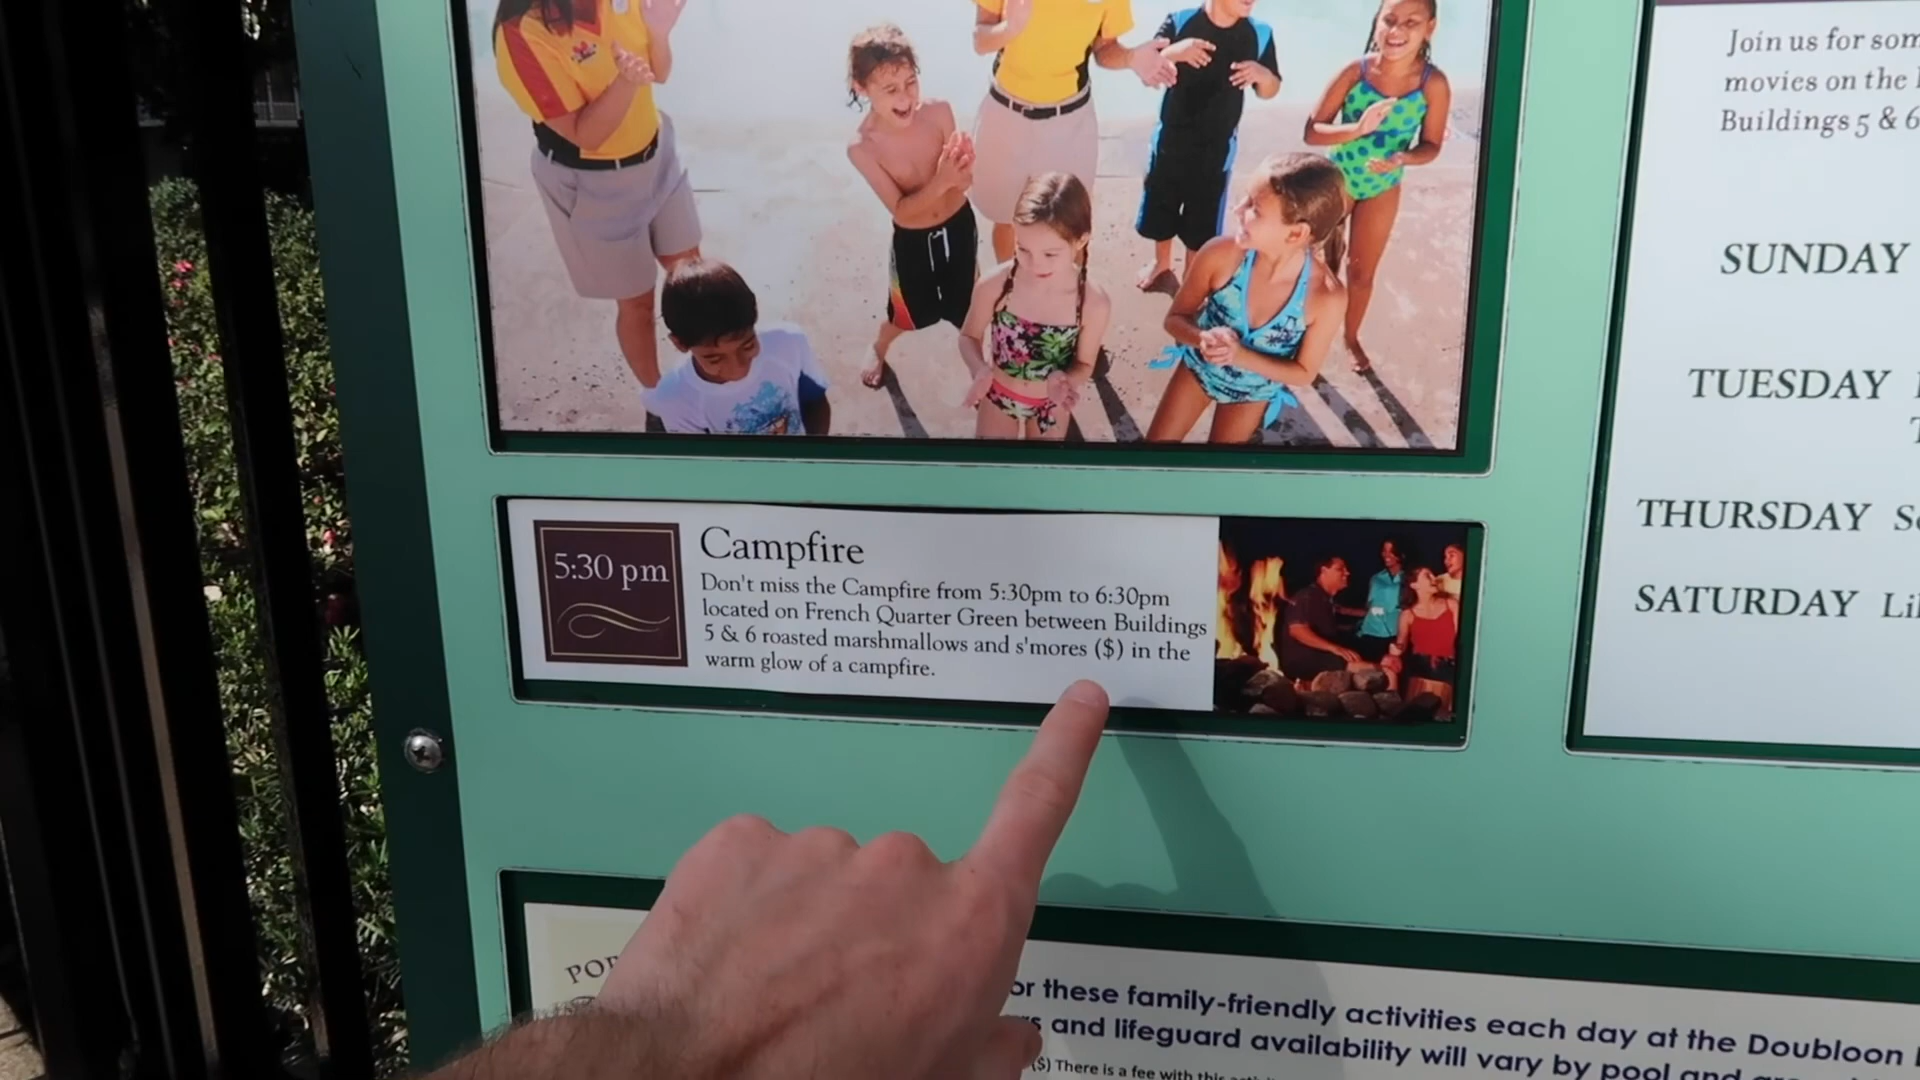 Join us for som
movies on the
Buildings 5 & 6
SUNDAY
TUESDAY
THURSDAY
SATURDAY
5:30 pm
Campfire
Don't miss the Campfire from 5:30pm to 6:30pm
located on French Quarter Green between Buildings
5 & 6 roasted marshmallows and s'mores ($) in the
warm glow of a campfire.
POR
or these family-friendly activities each day at the Doubloon
and lifeguard availability will vary by pool and
($) There is a fee with this